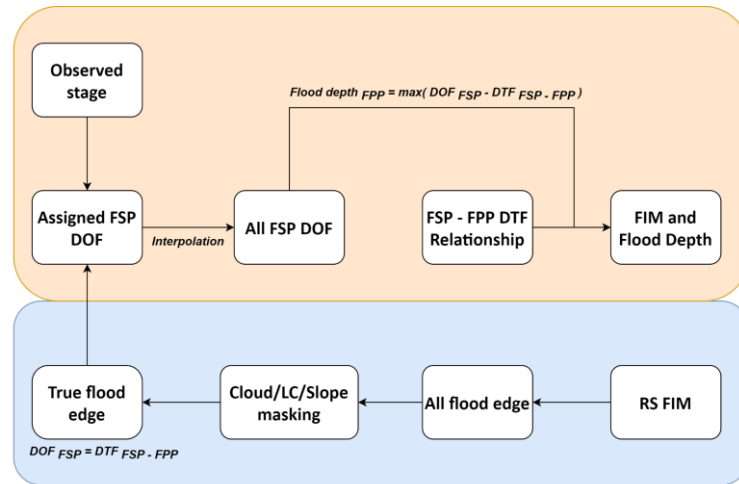 Observed
stage
Flood depth FPP = max( DOF FSP - DTF FSP - FPP )
Assigned FSP
DOF
Interpolation
All FSP DOF
FSP - FPP DTF
Relationship
FIM and
Flood Depth
True flood
edge
Cloud/LC/Slope
masking
All flood edge
RS FIM
DOF FSP = DTF FSP - FPP